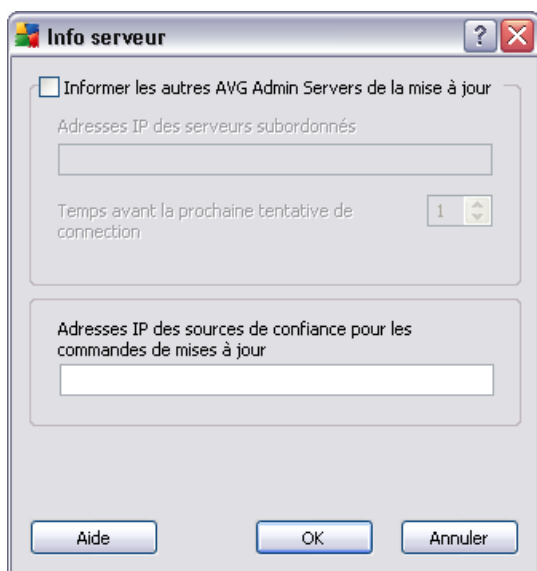 Info serveur
?
Informer les autres AVG Admin Servers de la mise à jour
Adresses IP des serveurs subordonnés
Temps avant la prochaine tentative de
connection
1
Adresses IP des sources de confiance pour les
commandes de mises à jour
Aide
OK
Annuler